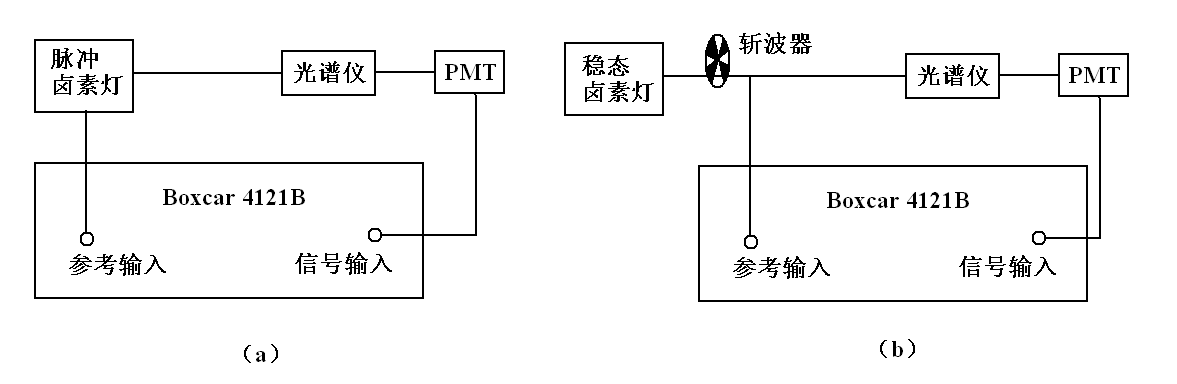 脉冲
卤素灯
光谱仪
PMT
Boxcar 4121B
参考输入
信号输入
（a）
稳态
卤素灯
斩波器
光谱仪
PMT
Boxcar 4121B
参考输入
信号输入
（b）